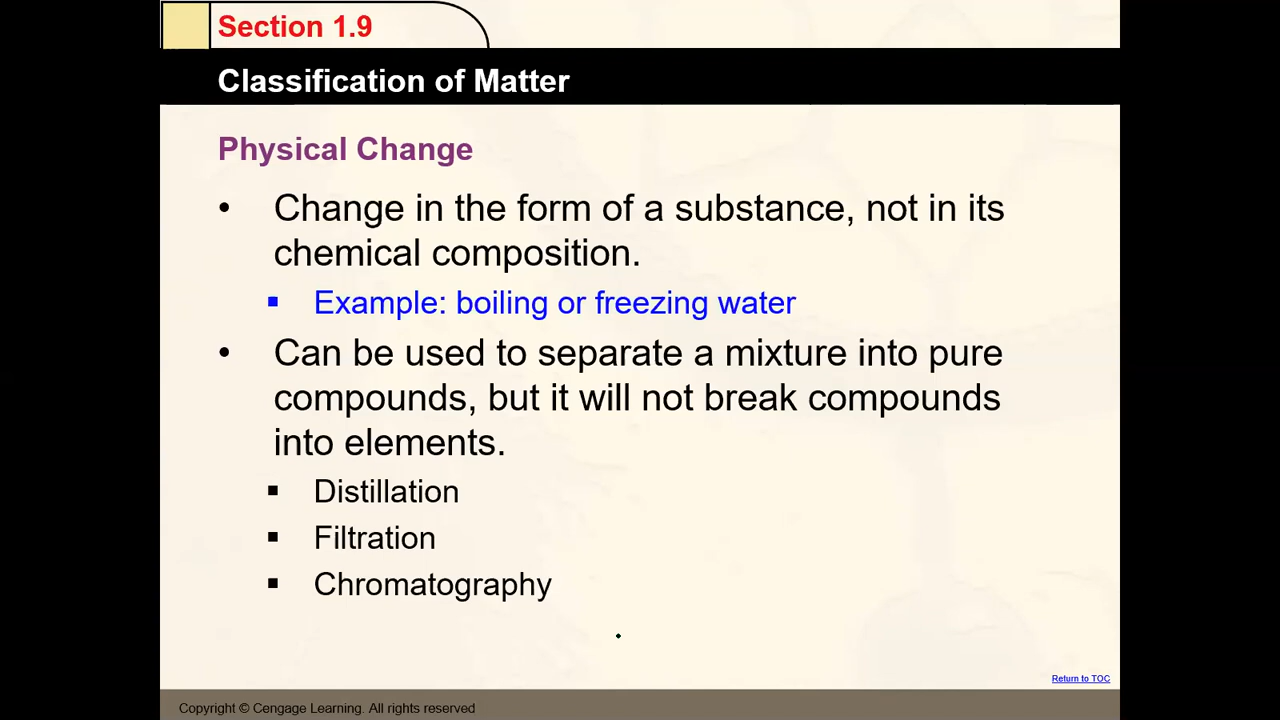 Section 1.9
Classification of Matter
Physical Change
• Change in the form of a substance, not in its
chemical composition.
▪ Example: boiling or freezing water
• Can be used to separate a mixture into pure
compounds, but it will not break compounds
into elements.
▪ Distillation
▪ Filtration
▪ Chromatography
Return to TOC
Copyright © Cengage Learning. All rights reserved